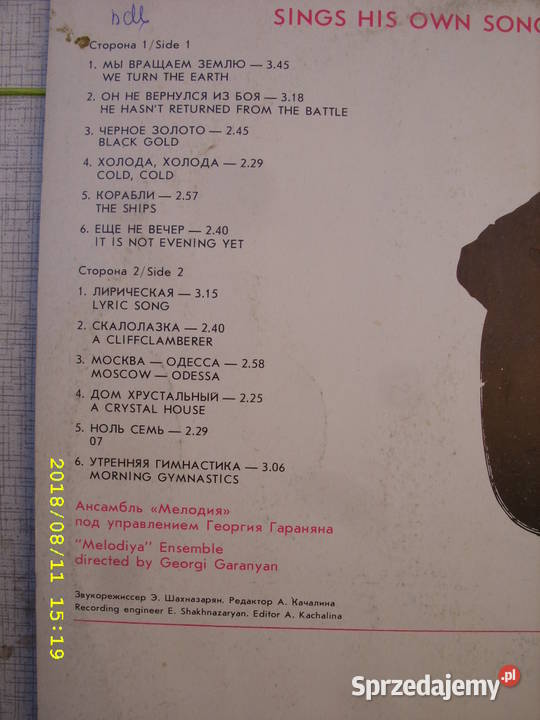 SINGS HIS OWN SONG
Сторона 1/Side 1
1. МЫ ВРАЩАЕМ ЗЕМЛЮ — 3.45
WE TURN THE EARTH
2. ОН НЕ ВЕРНУЛСЯ ИЗ БОЯ — 3.18
HE HASN'T RETURNED FROM THE BATTLE
3. ЧЕРНОЕ ЗОЛОТО — 2.45
BLACK GOLD
4. ХОЛОДА, ХОЛОДА — 2.29
COLD, COLD
5. КОРАБЛИ — 2.57
THE SHIPS
6. ЕЩЕ НЕ ВЕЧЕР — 2.40
IT IS NOT EVENING YET
Сторона 2/Side 2
1. ЛИРИЧЕСКАЯ — 3.15
LYRIC SONG
2. СКАЛОЛАЗКА — 2.40
A CLIFFCLAMBERER
3. МОСКВА — ОДЕССА — 2.58
MOSCOW — ODESSA
4. ДОМ ХРУСТАЛЬНЫЙ — 2.25
A CRYSTAL HOUSE
5. НОЛЬ СЕМЬ — 2.29
07
6. УТРЕННЯЯ ГИМНАСТИКА — 3.06
MORNING GYMNASTICS
Ансамбль «Мелодия»
под управлением Георгия Гараняна
"Melodiya" Ensemble
directed by Georgi Garanyan
Звукорежиссер Э. Шахназарян. Редактор А. Качалина
Recording engineer E. Shakhnazaryan. Editor A. Kachalina
2018/08/11 15:19
Sprzedajemy.pl